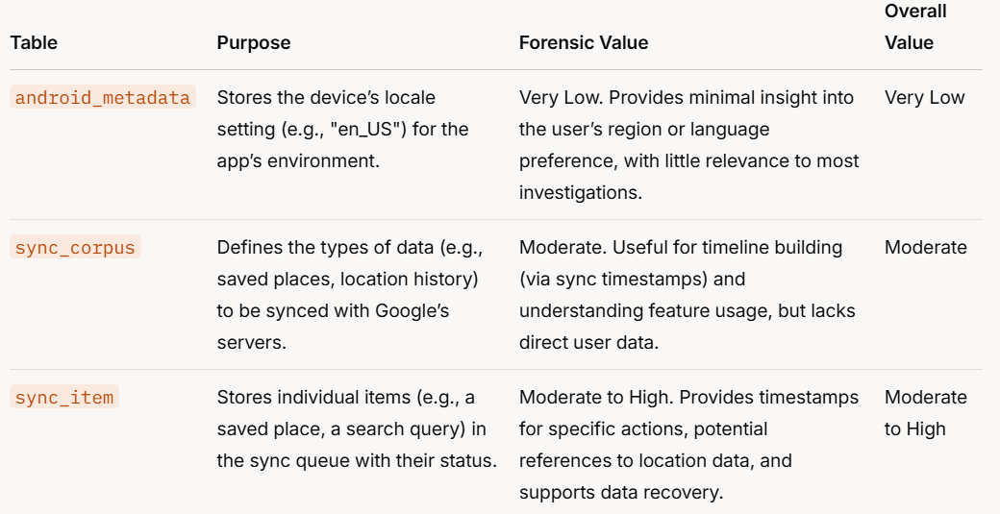 Overall
Table Purpose Forensic Value Value
android_metadata Stores the device’s locale Very Low. Provides minimal insight into Very Low
setting (e.g., "en_US") for the the user’s region or language
app’s environment. preference, with little relevance to most
investigations.
sync_corpus Defines the types of data (e.g., Moderate. Useful for timeline building Moderate
saved places, location history) (via sync timestamps) and
to be synced with Google’s understanding feature usage, but lacks
servers. direct user data.
sync_item Stores individual items (e.g., a Moderate to High. Provides timestamps Moderate
saved place, a search query) in for specific actions, potential to High
the sync queue with their status. references to location data, and
supports data recovery.